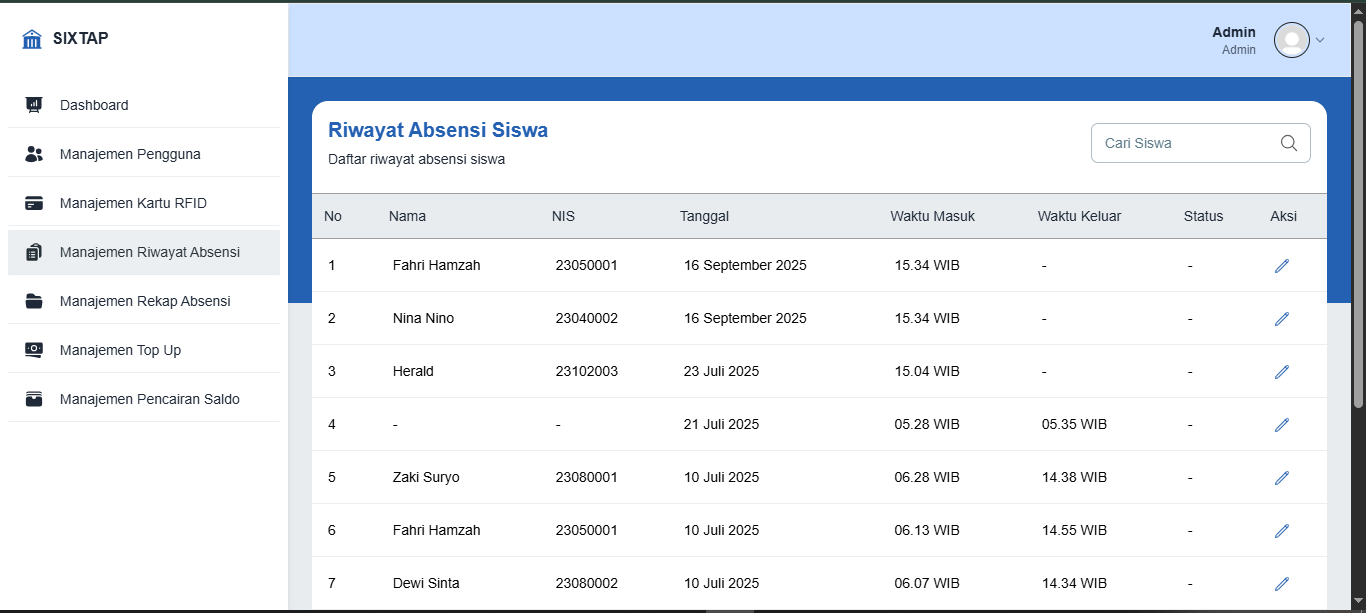 SIXTAP
Admin
Admin
Dashboard
Manajemen Pengguna
Manajemen Kartu RFID
Manajemen Riwayat Absensi
Manajemen Rekap Absensi
Manajemen Top Up
Manajemen Pencairan Saldo
Riwayat Absensi Siswa
Daftar riwayat absensi siswa
Cari Siswa
No Nama NIS Tanggal Waktu Masuk Waktu Keluar Status Aksi
1 Fahri Hamzah 23050001 16 September 2025 15.34 WIB - -
2 Nina Nino 23040002 16 September 2025 15.34 WIB - -
3 Herald 23102003 23 Juli 2025 15.04 WIB - -
4 - - 21 Juli 2025 05.28 WIB 05.35 WIB -
5 Zaki Suryo 23080001 10 Juli 2025 06.28 WIB 14.38 WIB -
6 Fahri Hamzah 23050001 10 Juli 2025 06.13 WIB 14.55 WIB -
7 Dewi Sinta 23080002 10 Juli 2025 06.07 WIB 14.34 WIB -